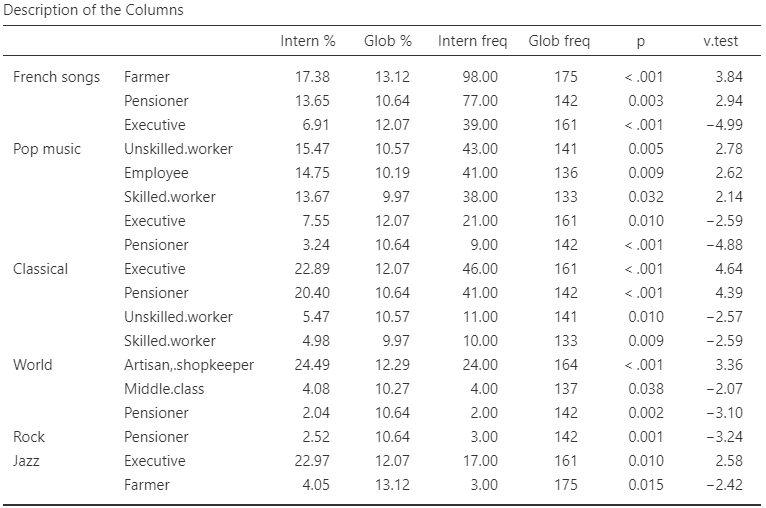 Description of the Columns
Intern % Glob % Intern freq Glob freq p v.test
French songs Farmer 17.38 13.12 98.00 175 < .001 3.84
Pensioner 13.65 10.64 77.00 142 0.003 2.94
Executive 6.91 12.07 39.00 161 < .001 −4.99
Pop music Unskilled.worker 15.47 10.57 43.00 141 0.005 2.78
Employee 14.75 10.19 41.00 136 0.009 2.62
Skilled.worker 13.67 9.97 38.00 133 0.032 2.14
Executive 7.55 12.07 21.00 161 0.010 −2.59
Pensioner 3.24 10.64 9.00 142 < .001 −4.88
Classical Executive 22.89 12.07 46.00 161 < .001 4.64
Pensioner 20.40 10.64 41.00 142 < .001 4.39
Unskilled.worker 5.47 10.57 11.00 141 0.010 −2.57
Skilled.worker 4.98 9.97 10.00 133 0.009 −2.59
World Artisan,.shopkeeper 24.49 12.29 24.00 164 < .001 3.36
Middle.class 4.08 10.27 4.00 137 0.038 −2.07
Pensioner 2.04 10.64 2.00 142 0.002 −3.10
Rock Pensioner 2.52 10.64 3.00 142 0.001 −3.24
Jazz Executive 22.97 12.07 17.00 161 0.010 2.58
Farmer 4.05 13.12 3.00 175 0.015 −2.42